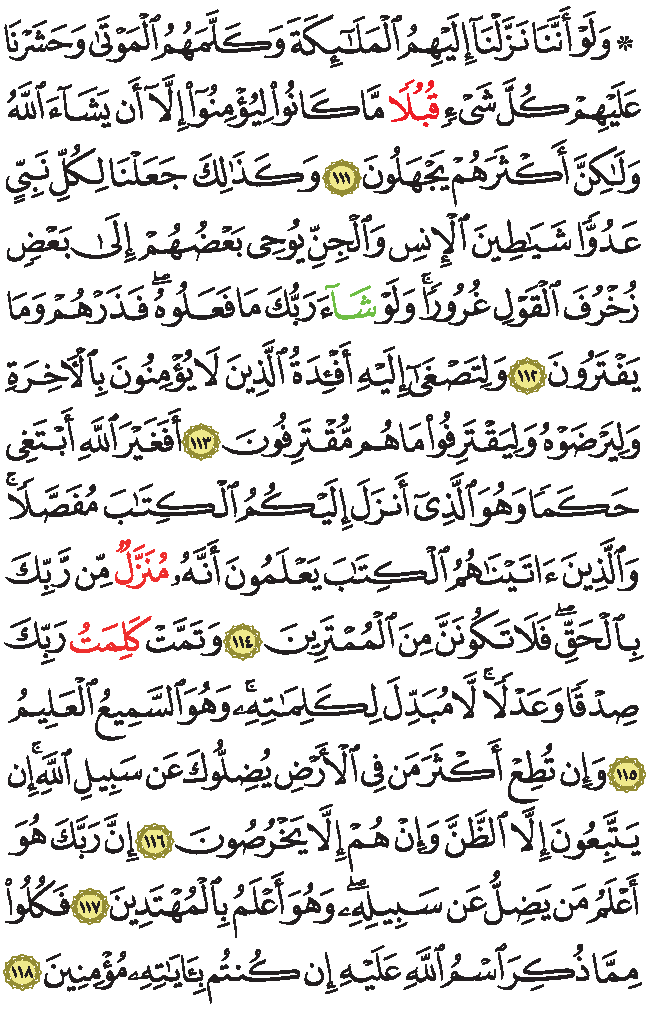 ۞ وَلَوْ أَنَّنَا نَزَّلْنَآ إِلَيْهِمُ ٱلْمَلَٰٓئِكَةَ وَكَلَّمَهُمُ ٱلْمَوْتَىٰ وَحَشَرْنَا
عَلَيْهِمْ كُلَّ شَىْءٍ قُبُلًا مَّا كَانُوا۟ لِيُؤْمِنُوٓا۟ إِلَّآ أَن يَشَآءَ ٱللَّهُ
وَلَٰكِنَّ أَكْثَرَهُمْ يَجْهَلُونَ ١١١ وَكَذَٰلِكَ جَعَلْنَا لِكُلِّ نَبِىٍّ
عَدُوًّا شَيَٰطِينَ ٱلْإِنسِ وَٱلْجِنِّ يُوحِى بَعْضُهُمْ إِلَىٰ بَعْضٍ
زُخْرُفَ ٱلْقَوْلِ غُرُورًا ۚ وَلَوْ شَآءَ رَبُّكَ مَا فَعَلُوهُ ۖ فَذَرْهُمْ وَمَا
يَفْتَرُونَ ١١٢ وَلِتَصْغَىٰٓ إِلَيْهِ أَفْـِٔدَةُ ٱلَّذِينَ لَا يُؤْمِنُونَ بِٱلْـَٔاخِرَةِ
وَلِيَرْضَوْهُ وَلِيَقْتَرِفُوا۟ مَا هُم مُّقْتَرِفُونَ ١١٣ أَفَغَيْرَ ٱللَّهِ أَبْتَغِى
حَكَمًا وَهُوَ ٱلَّذِىٓ أَنزَلَ إِلَيْكُمُ ٱلْكِتَٰبَ مُفَصَّلًا ۚ
وَٱلَّذِينَ ءَاتَيْنَٰهُمُ ٱلْكِتَٰبَ يَعْلَمُونَ أَنَّهُۥ مُنَزَّلٌ مِّن رَّبِّكَ
بِٱلْحَقِّ ۖ فَلَا تَكُونَنَّ مِنَ ٱلْمُمْتَرِينَ ١١٤ وَتَمَّتْ كَلِمَتُ رَبِّكَ
صِدْقًا وَعَدْلًا ۚ لَّا مُبَدِّلَ لِكَلِمَٰتِهِۦ ۚ وَهُوَ ٱلسَّمِيعُ ٱلْعَلِيمُ
١١٥ وَإِن تُطِعْ أَكْثَرَ مَن فِى ٱلْأَرْضِ يُضِلُّوكَ عَن سَبِيلِ ٱللَّهِ ۚ إِن
يَتَّبِعُونَ إِلَّا ٱلظَّنَّ وَإِنْ هُمْ إِلَّا يَخْرُصُونَ ١١٦ إِنَّ رَبَّكَ هُوَ
أَعْلَمُ مَن يَضِلُّ عَن سَبِيلِهِۦ ۖ وَهُوَ أَعْلَمُ بِٱلْمُهْتَدِينَ ١١٧ فَكُلُوا۟
مِمَّا ذُكِرَ ٱسْمُ ٱللَّهِ عَلَيْهِ إِن كُنتُم بِـَٔايَٰتِهِۦ مُؤْمِنِينَ ١١٨